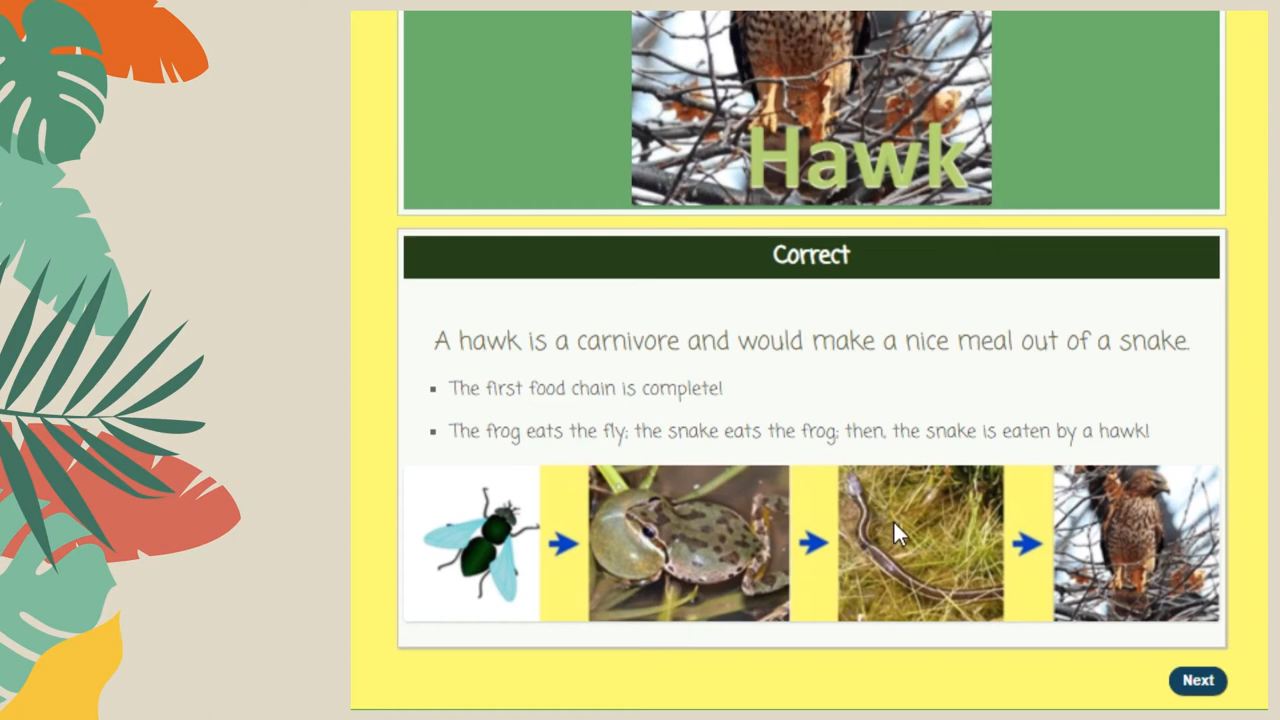 Hawk
Correct
A hawk is a carnivore and would make a nice meal out of a snake.
▪ The first food chain is complete!
▪ The frog eats the fly; the snake eats the frog; then, the snake is eaten by a hawk!
Next